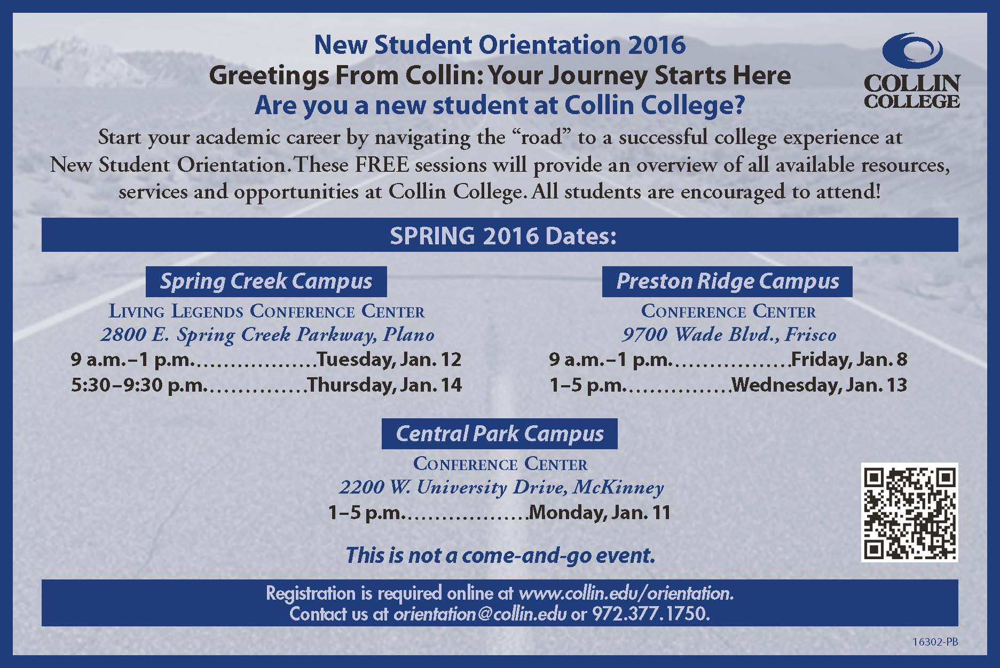 New Student Orientation 2016
Greetings From Collin: Your Journey Starts Here
Are you a new student at Collin College?
COLLIN
COLLEGE
Start your academic career by navigating the “road” to a successful college experience at
New Student Orientation. These FREE sessions will provide an overview of all available resources,
services and opportunities at Collin College. All students are encouraged to attend!
SPRING 2016 Dates:
Spring Creek Campus
LIVING LEGENDS CONFERENCE CENTER
2800 E. Spring Creek Parkway, Plano
9 a.m.–1 p.m...................Tuesday, Jan. 12
5:30–9:30 p.m................Thursday, Jan. 14
Preston Ridge Campus
CONFERENCE CENTER
9700 Wade Blvd., Frisco
9 a.m.–1 p.m..................Friday, Jan. 8
1–5 p.m.................Wednesday, Jan. 13
Central Park Campus
CONFERENCE CENTER
2200 W. University Drive, McKinney
1–5 p.m...................Monday, Jan. 11
This is not a come-and-go event.
Registration is required online at www.collin.edu/orientation.
Contact us at orientation@collin.edu or 972.377.1750.
16302-PB